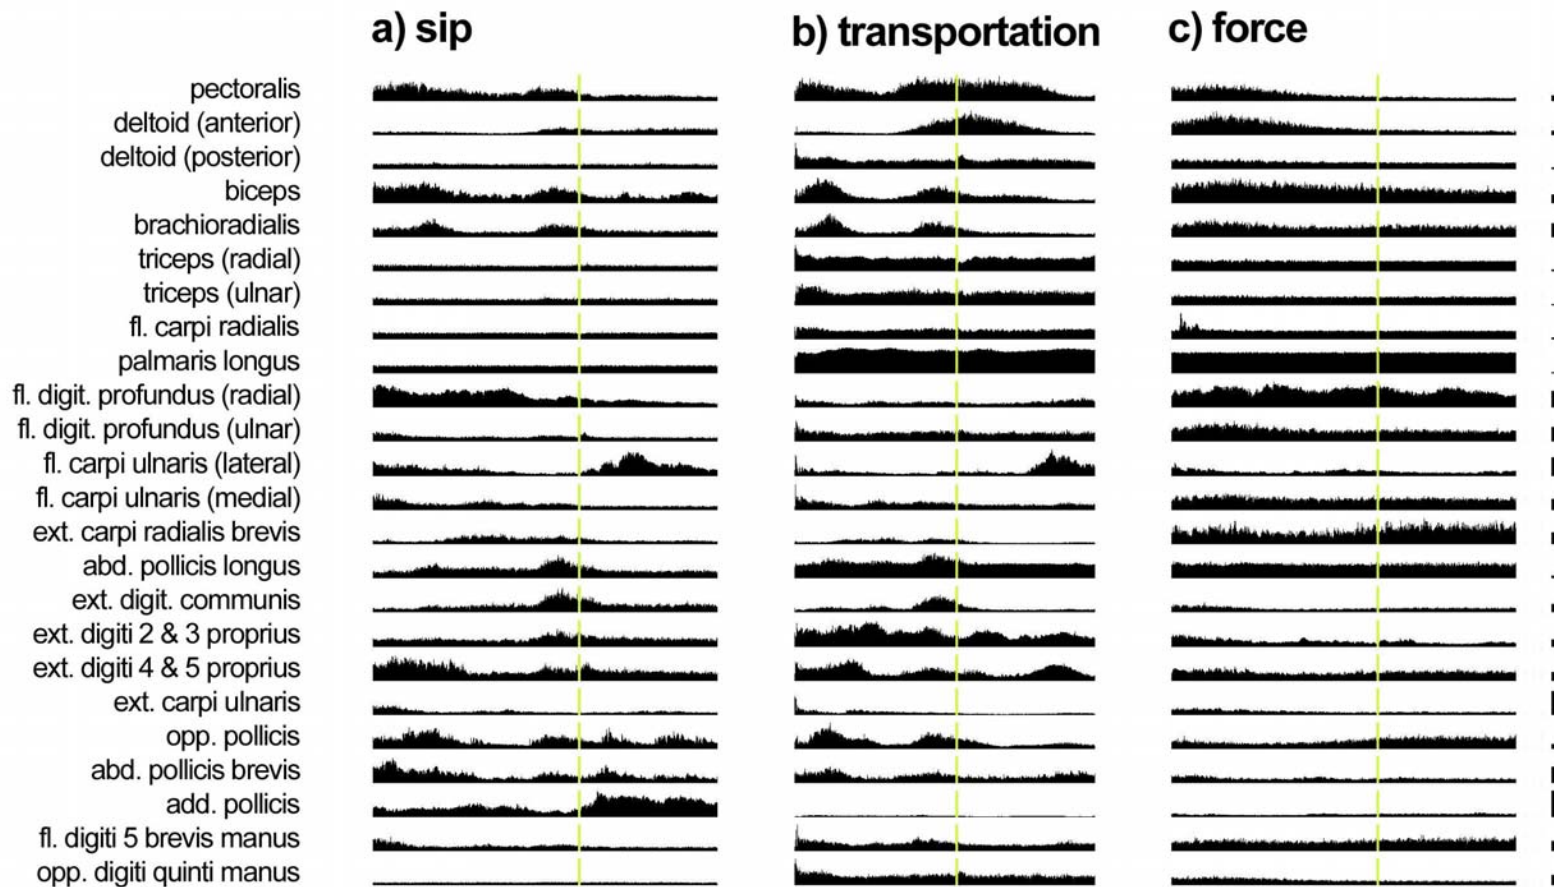 a) sip
b) transportation
c) force
pectoralis
deltoid (anterior)
deltoid (posterior)
biceps
brachioradialis
triceps (radial)
triceps (ulnar)
fl. carpi radialis
palmaris longus
fl. digit. profundus (radial)
fl. digit. profundus (ulnar)
fl. carpi ulnaris (lateral)
fl. carpi ulnaris (medial)
ext. carpi radialis brevis
abd. pollicis longus
ext. digit. communis
ext. digiti 2 & 3 proprius
ext. digiti 4 & 5 proprius
ext. carpi ulnaris
opp. pollicis
abd. pollicis brevis
add. pollicis
fl. digiti 5 brevis manus
opp. digiti quinti manus